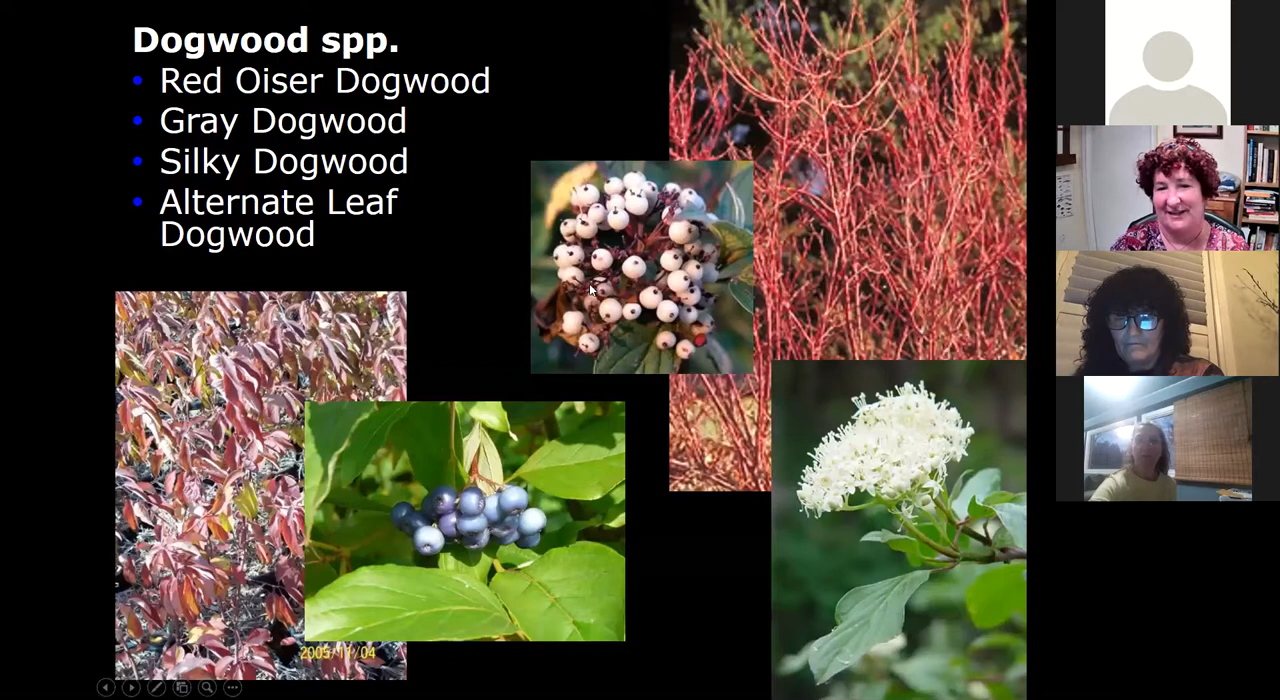 Dogwood spp.
• Red Oiser Dogwood
• Gray Dogwood
• Silky Dogwood
• Alternate Leaf
Dogwood
2005/11/04